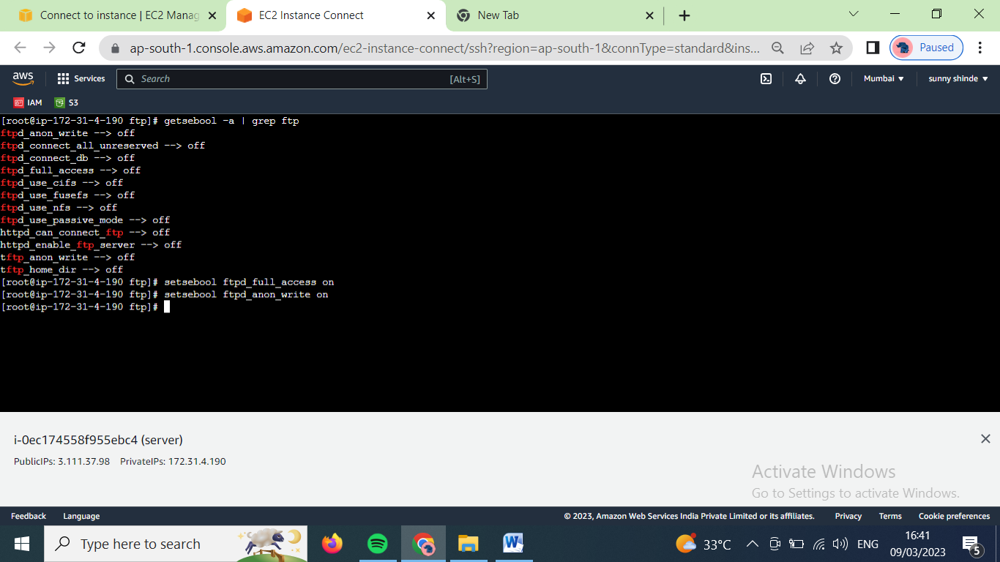 Connect to instance | EC2 Manag
EC2 Instance Connect
New Tab
ap-south-1.console.aws.amazon.com/ec2-instance-connect/ssh?region=ap-south-1&connType=standard&ins...
Paused
aws
Services
Search
[Alt+S]
Mumbai
sunny shinde
IAM
S3
[root@ip-172-31-4-190 ftp]# getsebool -a | grep ftp
ftpd_anon_write --> off
ftpd_connect_all_unreserved --> off
ftpd_connect_db --> off
ftpd_full_access --> off
ftpd_use_cifs --> off
ftpd_use_fusefs --> off
ftpd_use_nfs --> off
ftpd_use_passive_mode --> off
httpd_can_connect_ftp --> off
httpd_enable_ftp_server --> off
tftp_anon_write --> off
tftp_home_dir --> off
[root@ip-172-31-4-190 ftp]# setsebool ftpd_full_access on
[root@ip-172-31-4-190 ftp]# setsebool ftpd_anon_write on
[root@ip-172-31-4-190 ftp]#
i-0ec174558f955ebc4 (server)
PublicIPs: 3.111.37.98 PrivateIPs: 172.31.4.190
Activate Windows
Go to Settings to activate Windows.
Feedback
Language
© 2023, Amazon Web Services India Private Limited or its affiliates.
Privacy
Terms
Cookie preferences
Type here to search
33°C
ENG
16:41
09/03/2023
5